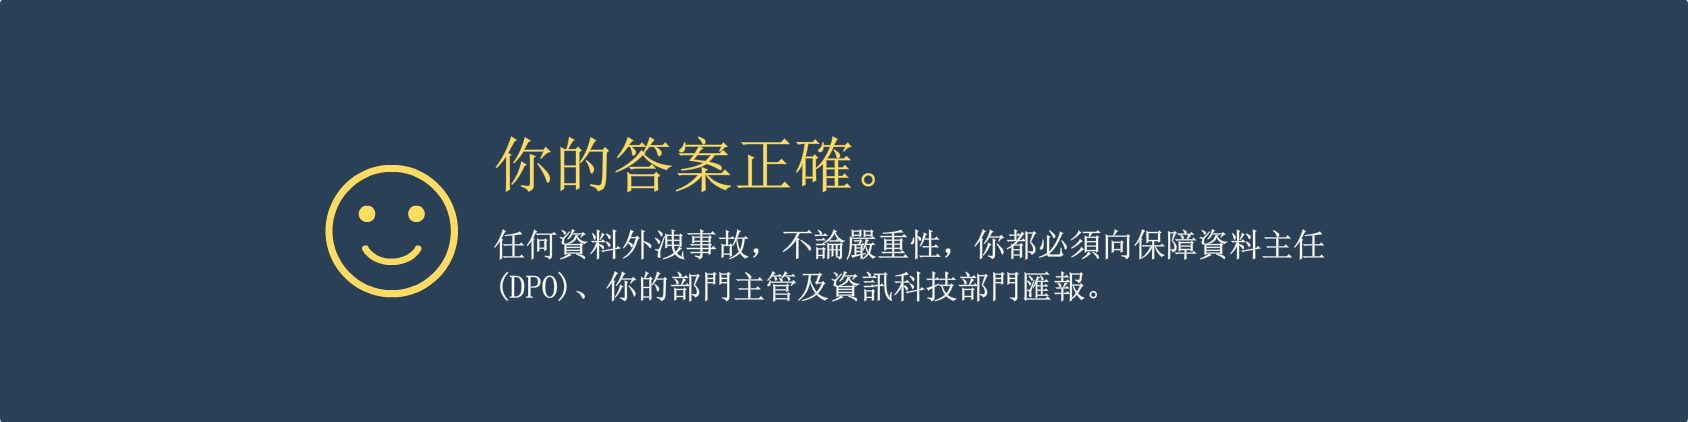 你的答案正確。
任何資料外洩事故，不論嚴重性，你都必須向保障資料主任
(DPO)、你的部門主管及資訊科技部門匯報。